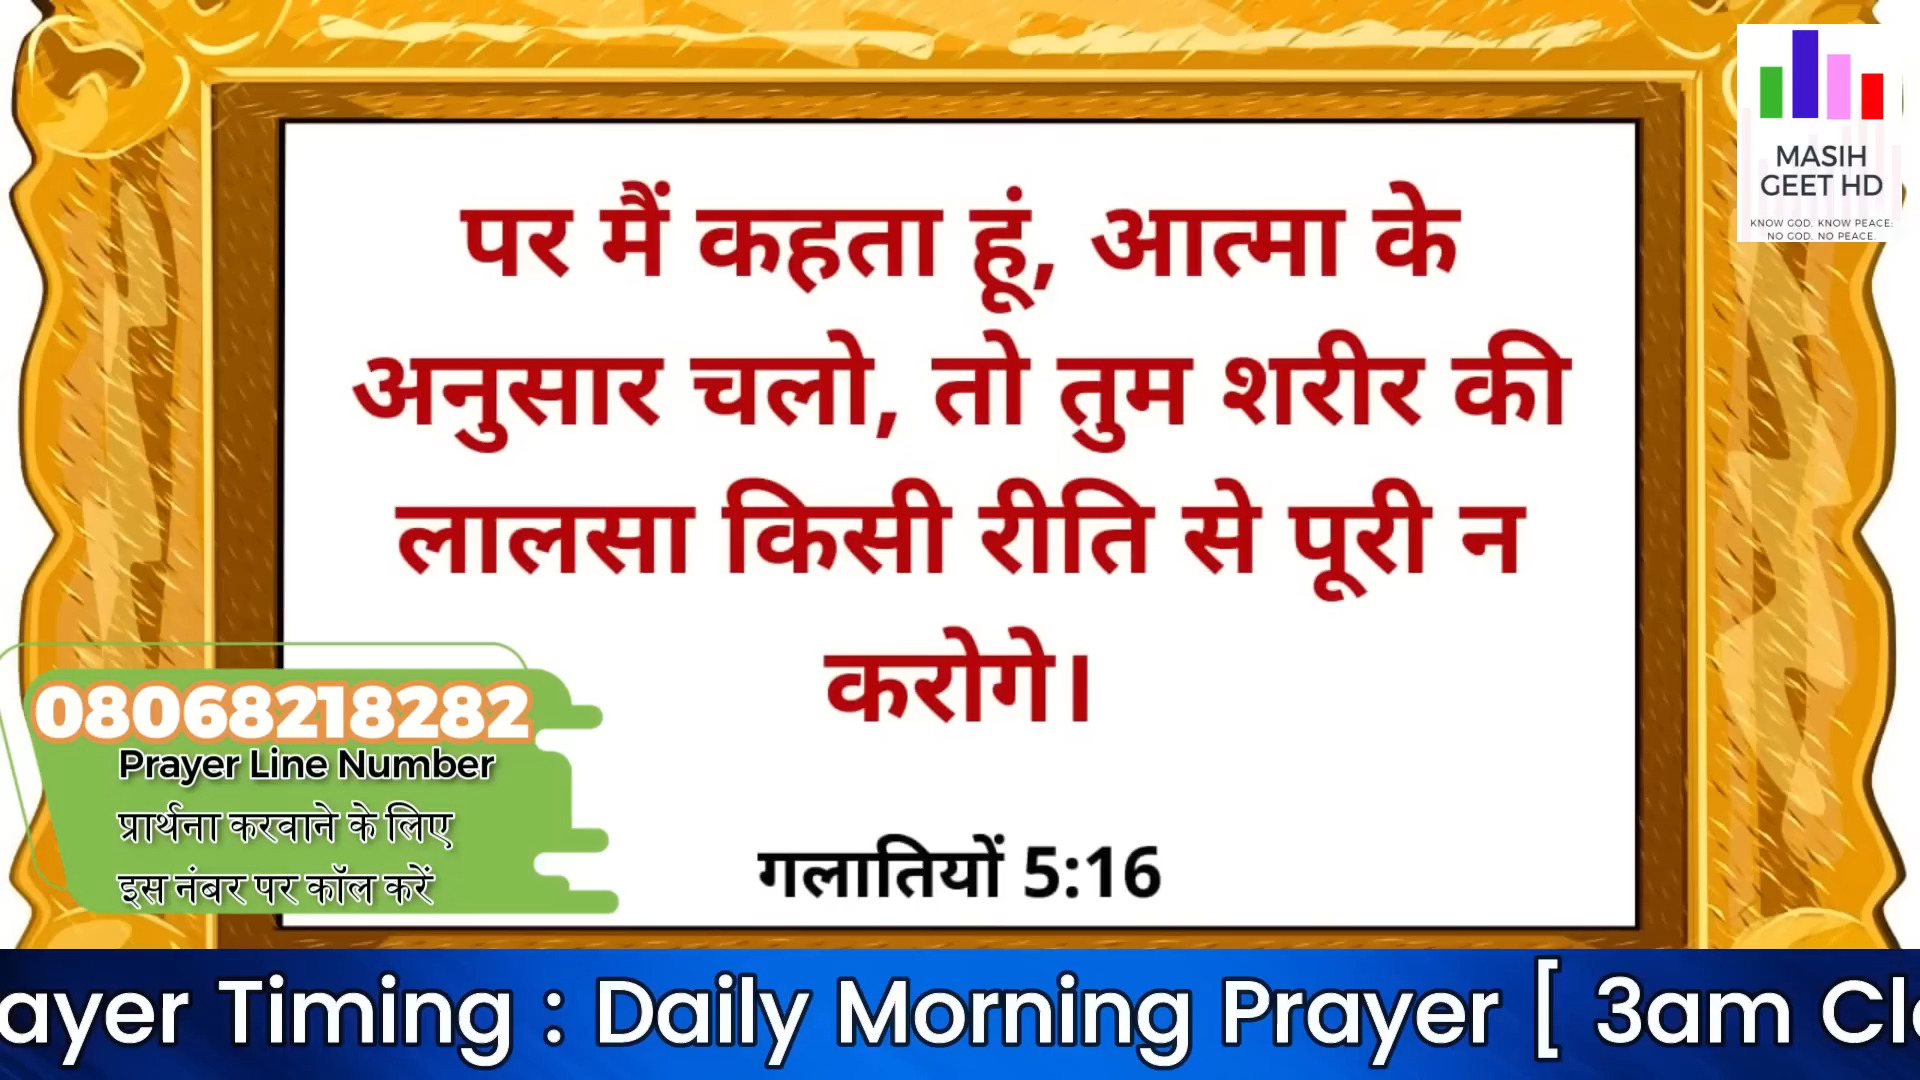 MASIH
GEET HD
KNOW GOD. KNOW PEACE:
NO GOD. NO PEACE.
पर मैं कहता हूं, आत्मा के
अनुसार चलो, तो तुम शरीर की
लालसा किसी रीति से पूरी न
करोगे।
गलातियों 5:16
08068218282
Prayer Line Number
प्रार्थना करवाने के लिए
इस नंबर पर कॉल करें
ayer Timing : Daily Morning Prayer [ 3am Cl